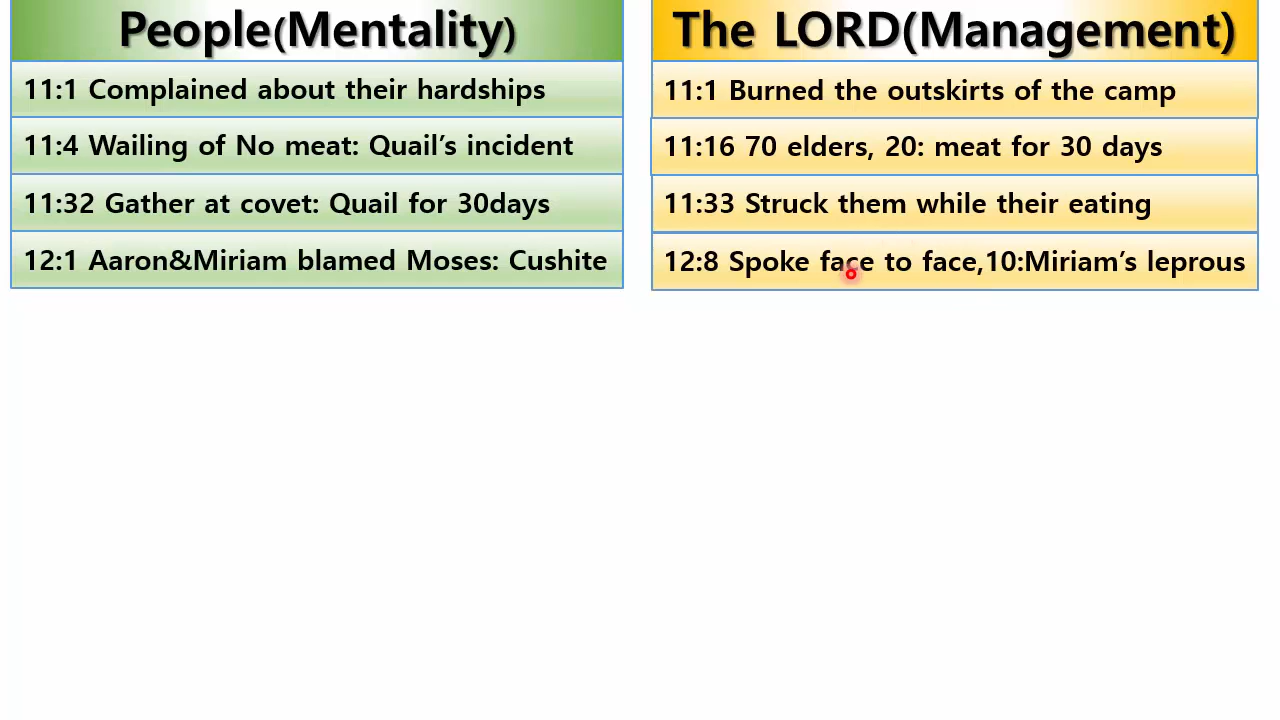 People(Mentality)
11:1 Complained about their hardships
11:4 Wailing of No meat: Quail’s incident
11:32 Gather at covet: Quail for 30days
12:1 Aaron&Miriam blamed Moses: Cushite
The LORD(Management)
11:1 Burned the outskirts of the camp
11:16 70 elders, 20: meat for 30 days
11:33 Struck them while their eating
12:8 Spoke face to face,10:Miriam’s leprous